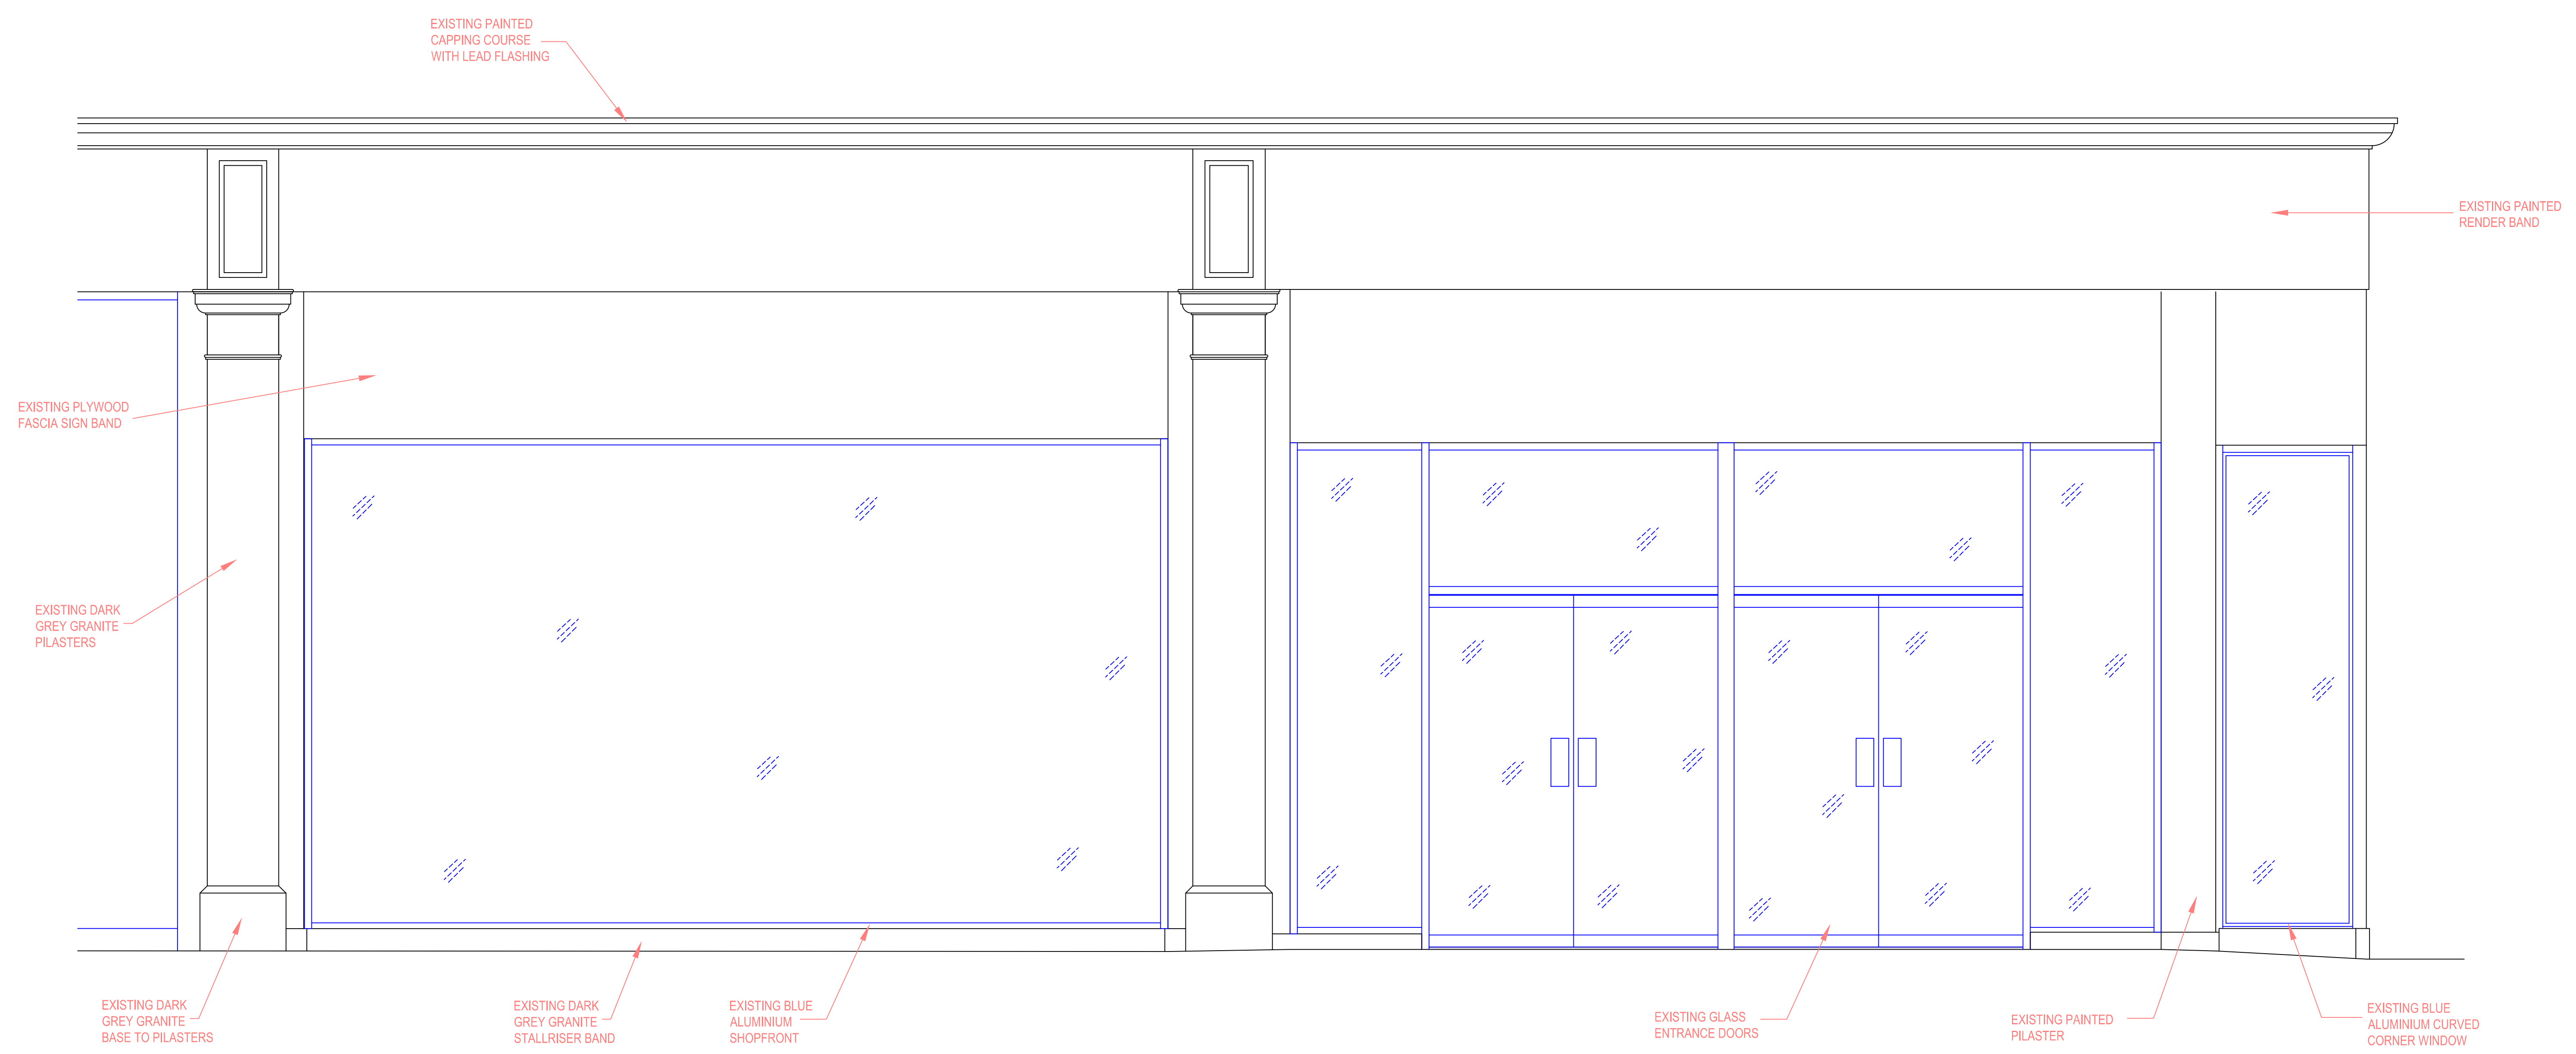 EXISTING PAINTED
CAPPING COURSE
WITH LEAD FLASHING
EXISTING PAINTED
RENDER BAND
EXISTING PLYWOOD
FASCIA SIGN BAND
EXISTING DARK
GREY GRANITE
PILASTERS
EXISTING DARK
GREY GRANITE
BASE TO PILASTERS
EXISTING DARK
GREY GRANITE
STALLRISER BAND
EXISTING BLUE
ALUMINIUM
SHOPFRONT
EXISTING GLASS
ENTRANCE DOORS
EXISTING PAINTED
PILASTER
EXISTING BLUE
ALUMINIUM CURVED
CORNER WINDOW